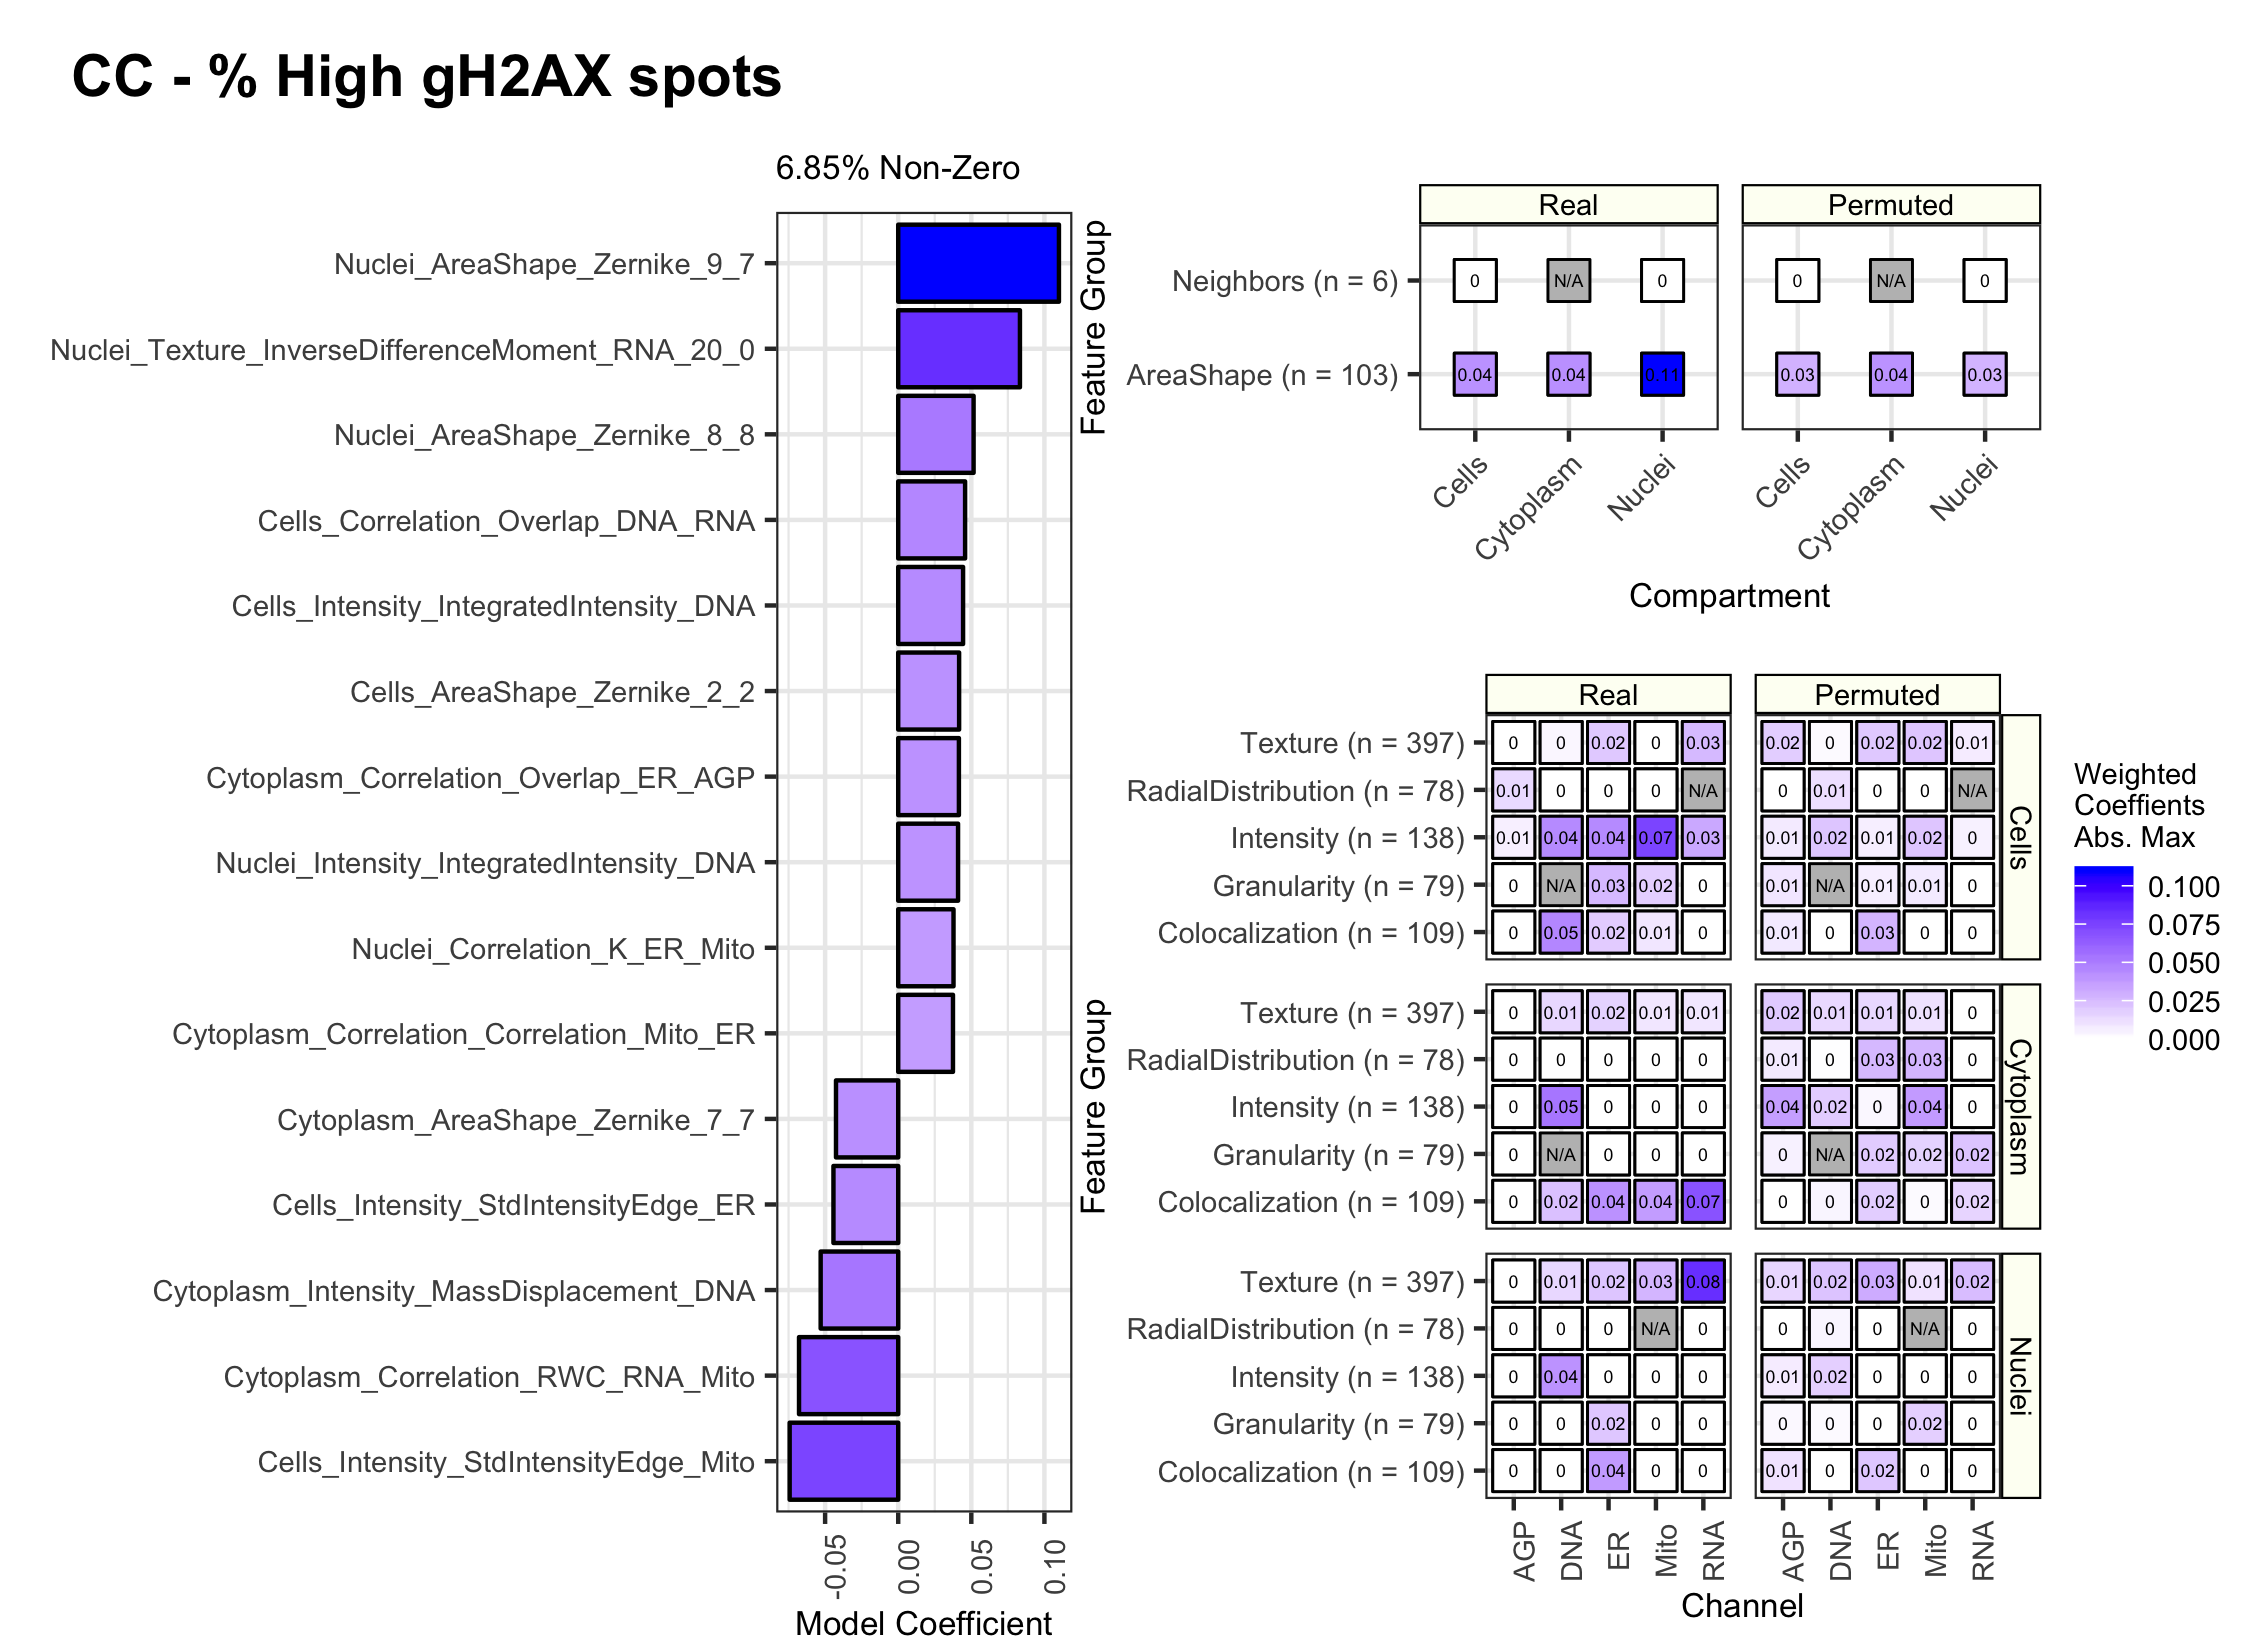 CC - % High gH2AX spots
6.85% Non-Zero
Nuclei_AreaShape_Zernike_9_7
Nuclei_Texture_InverseDifferenceMoment_RNA_20_0
Nuclei_AreaShape_Zernike_8_8
Cells_Correlation_Overlap_DNA_RNA
Cells_Intensity_IntegratedIntensity_DNA
Cells_AreaShape_Zernike_2_2
Cytoplasm_Correlation_Overlap_ER_AGP
Nuclei_Intensity_IntegratedIntensity_DNA
Nuclei_Correlation_K_ER_Mito
Cytoplasm_Correlation_Correlation_Mito_ER
Cytoplasm_AreaShape_Zernike_7_7
Cells_Intensity_StdIntensityEdge_ER
Cytoplasm_Intensity_MassDisplacement_DNA
Cytoplasm_Correlation_RWC_RNA_Mito
Cells_Intensity_StdIntensityEdge_Mito
-0.05 0.00 0.05 0.10
Model Coefficient
Feature Group
Real Permuted
Neighbors (n = 6) 0 N/A 0 0 N/A 0
AreaShape (n = 103) 0.04 0.04 0.11 0.03 0.04 0.03
Cells Cytoplasm Nuclei Cells Cytoplasm Nuclei
Compartment
Feature Group
Real Permuted
Texture (n = 397) 0 0 0.02 0 0.03 0.02 0 0.02 0.02 0.01
RadialDistribution (n = 78) 0.01 0 0 0 N/A 0 0.01 0 0 N/A
Intensity (n = 138) 0.01 0.04 0.04 0.07 0.03 0.01 0.02 0.01 0.02 0
Granularity (n = 79) 0 N/A 0.03 0.02 0 0.01 N/A 0.01 0.01 0
Colocalization (n = 109) 0 0.05 0.02 0.01 0 0.01 0 0.03 0 0
Cells
Texture (n = 397) 0 0.01 0.02 0.01 0.01 0.02 0.01 0.01 0.01 0
RadialDistribution (n = 78) 0 0 0 0 0 0.01 0 0.03 0.03 0
Intensity (n = 138) 0 0.05 0 0 0 0.04 0.02 0 0.04 0
Granularity (n = 79) 0 N/A 0 0 0 0 N/A 0.02 0.02 0.02
Colocalization (n = 109) 0 0.02 0.04 0.04 0.07 0 0 0.02 0 0.02
Cytoplasm
Texture (n = 397) 0 0.01 0.02 0.03 0.08 0.01 0.02 0.03 0.01 0.02
RadialDistribution (n = 78) 0 0 0 N/A 0 0 0 0 N/A 0
Intensity (n = 138) 0 0.04 0 0 0 0.01 0.02 0 0 0
Granularity (n = 79) 0 0 0.02 0 0 0 0 0 0.02 0
Colocalization (n = 109) 0 0 0.04 0 0 0.01 0 0.02 0 0
Nuclei
AGP DNA ER Mito RNA AGP DNA ER Mito RNA
Channel
Weighted
Coeffients
Abs. Max
0.100
0.075
0.050
0.025
0.000